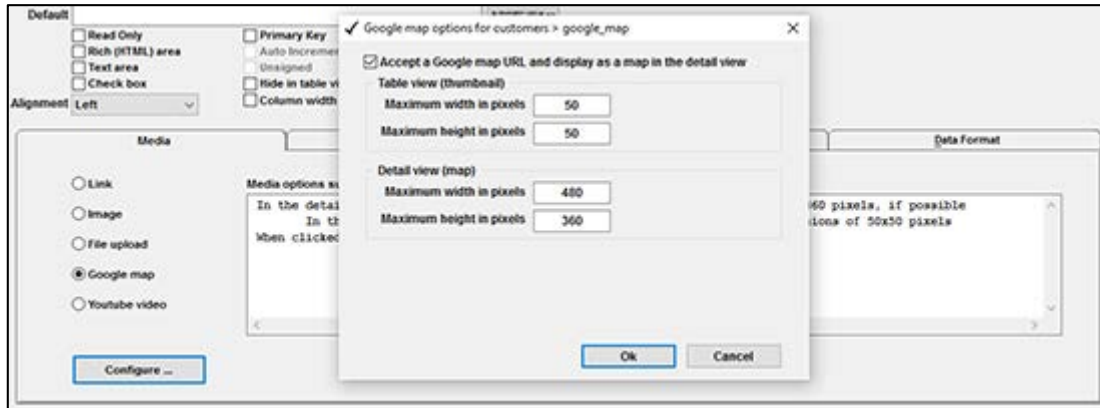 Default
Read Only
Rich (HTML) area
Text area
Check box
Alignment Left
Primary Key
Auto Incremen
Unsigned
Hide in table vi
Column width
Google map options for customers > google_map
Accept a Google map URL and display as a map in the detail view
Table view (thumbnail)
Maximum width in pixels 50
Maximum height in pixels 50
Detail view (map)
Maximum width in pixels 480
Maximum height in pixels 360
Ok Cancel
Media
Data Format
Link
Image
File upload
Google map
Youtube video
Media options su
In the detai
In th
When clicked
60 pixels, if possible
ions of 50x50 pixels
Configure ...